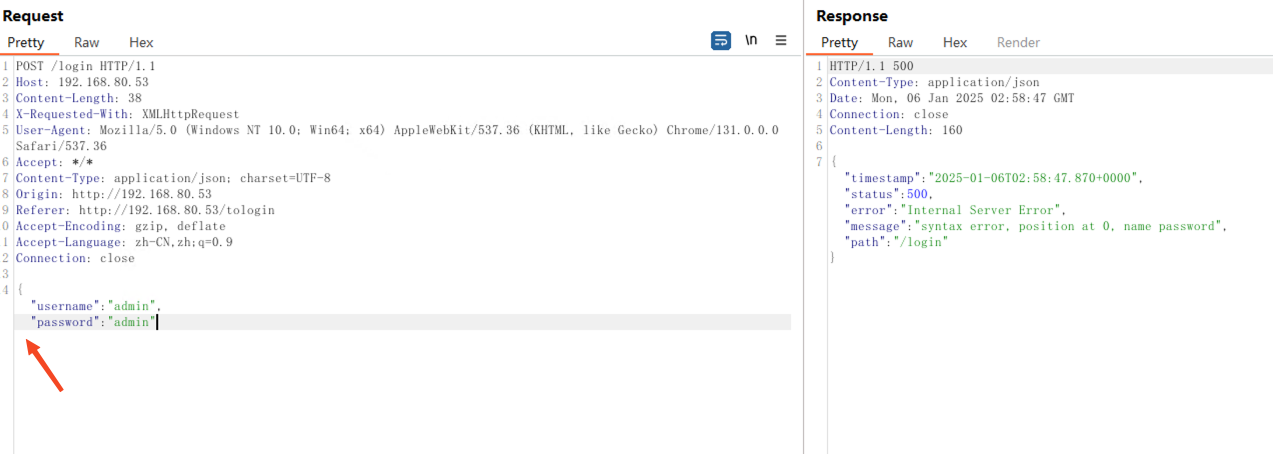 Request
Pretty Raw Hex \n
1 POST /login HTTP/1.1
2 Host: 192.168.80.53
3 Content-Length: 38
4 X-Requested-With: XMLHttpRequest
5 User-Agent: Mozilla/5.0 (Windows NT 10.0; Win64; x64) AppleWebKit/537.36 (KHTML, like Gecko) Chrome/131.0.0.0
Safari/537.36
6 Accept: */*
7 Content-Type: application/json; charset=UTF-8
8 Origin: http://192.168.80.53
9 Referer: http://192.168.80.53/tologin
0 Accept-Encoding: gzip, deflate
1 Accept-Language: zh-CN,zh;q=0.9
2 Connection: close
3
4 {
"username":"admin",
"password":"admin"
Response
Pretty Raw Hex Render
1 HTTP/1.1 500
2 Content-Type: application/json
3 Date: Mon, 06 Jan 2025 02:58:47 GMT
4 Connection: close
5 Content-Length: 160
6
7 {
"timestamp":"2025-01-06T02:58:47.870+0000",
"status":500,
"error":"Internal Server Error",
"message":"syntax error, position at 0, name password",
"path":"/login"
}